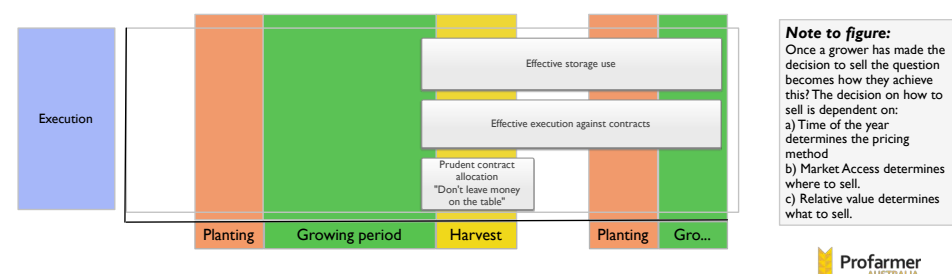 Execution
Effective storage use
Effective execution against contracts
Prudent contract
allocation
"Don't leave money
on the table"
Planting
Growing period
Harvest
Planting
Gro...
Note to figure:
Once a grower has made the
decision to sell the question
becomes how they achieve
this? The decision on how to
sell is dependent on:
a) Time of the year
determines the pricing
method
b) Market Access determines
where to sell.
c) Relative value determines
what to sell.
Profarmer
AUSTRALIA